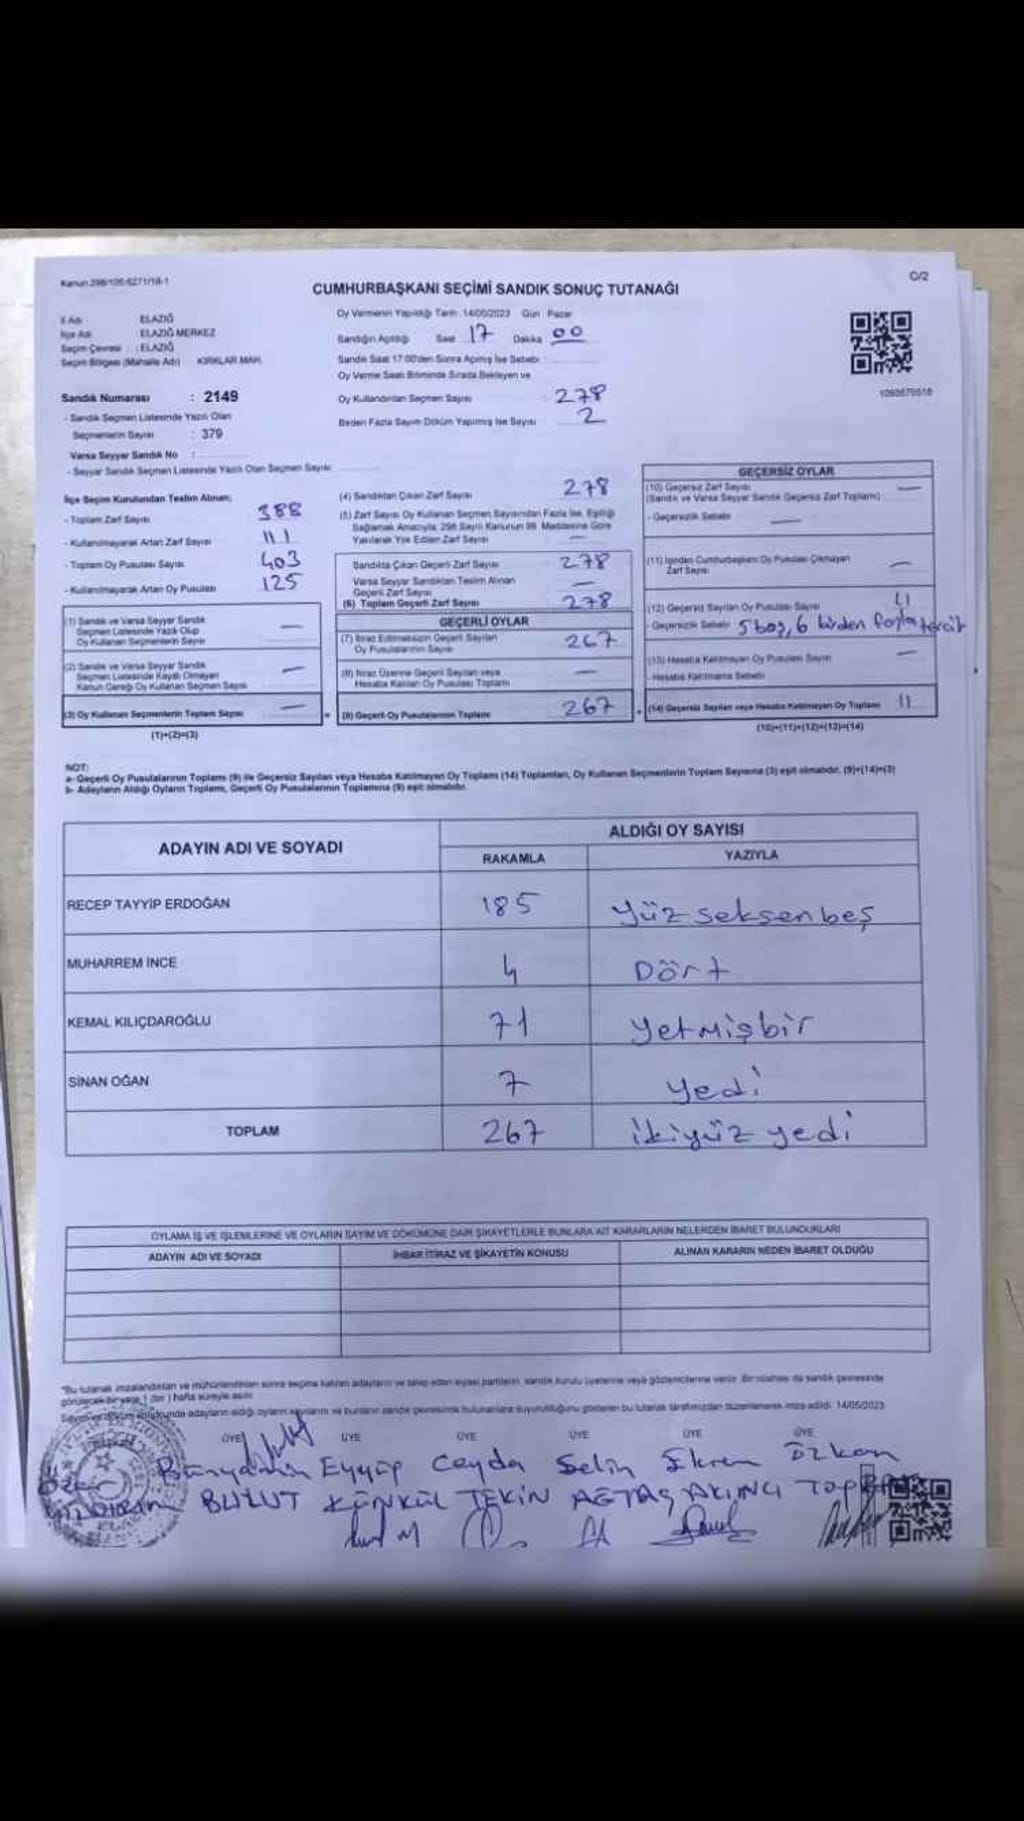 Kanun:298/105-6271/18-1
C/2
CUMHURBAŞKANI SEÇİMİ SANDIK SONUÇ TUTANAĞI
İl Adı ELAZIĞ
İlçe Adı ELAZIĞ MERKEZ
Seçim Çevresi : ELAZIĞ
Seçim Bölgesi (Mahalle Adı) KIRKLAR MAH.
Oy Vermenin Yapıldığı Tarih :14/05/2023 Gün : Pazar
Sandığın Açıldığı Saat 17 Dakika 00
Sandık Saat 17:00'den Sonra Açılmış İse Sebebi
Oy Verme Saati Bitiminde Sırada Bekleyen ve
Oy Kullandırılan Seçmen Sayısı : 278
Birden Fazla Sayım Döküm Yapılmış İse Sayısı 2
Sandık Numarası : 2149
- Sandık Seçmen Listesinde Yazılı Olan
Seçmenlerin Sayısı : 379
Varsa Seyyar Sandık No :
- Seyyar Sandık Seçmen Listesinde Yazılı Olan Seçmen Sayısı
İlçe Seçim Kurulundan Teslim Alınan;
- Toplam Zarf Sayısı 388
- Kullanılmayarak Artan Zarf Sayısı 111
- Toplam Oy Pusulası Sayısı 403
- Kullanılmayarak Artan Oy Pusulası 125
(1) Sandık ve Varsa Seyyar Sandık
Seçmen Listesinde Yazılı Olup
Oy Kullanan Seçmenlerin Sayısı —
(2) Sandık ve Varsa Seyyar Sandık
Seçmen Listesinde Kayıtlı Olmayan
Kanun Gereği Oy Kullanan Seçmen Sayısı —
(3) Oy Kullanan Seçmenlerin Toplam Sayısı —
(1)+(2)=(3)
(4) Sandıktan Çıkan Zarf Sayısı 278
(5) Zarf Sayısı Oy Kullanan Seçmen Sayısından Fazla İse, Eşitliği
Sağlamak Amacıyla, 298 Sayılı Kanunun 98. Maddesine Göre
Yakılarak Yok Edilen Zarf Sayısı —
Sandıkta Çıkan Geçerli Zarf Sayısı 278
Varsa Seyyar Sandıktan Teslim Alınan
Geçerli Zarf Sayısı —
(6) Toplam Geçerli Zarf Sayısı 278
GEÇERLİ OYLAR
(7) İtiraz Edilmeksizin Geçerli Sayılan
Oy Pusulalarının Sayısı 267
(8) İtiraz Üzerine Geçerli Sayılan veya
Hesaba Katılan Oy Pusulası Toplamı —
(9) Geçerli Oy Pusulalarının Toplamı 267
GEÇERSİZ OYLAR
(10) Geçersiz Zarf Sayısı —
(Sandık ve Varsa Seyyar Sandık Geçersiz Zarf Toplamı)
- Geçersizlik Sebebi —
(11) İçinden Cumhurbaşkanı Oy Pusulası Çıkmayan
Zarf Sayısı —
(12) Geçersiz Sayılan Oy Pusulası Sayısı 11
- Geçersizlik Sebebi 5 boş, 6 birden fazla tercih
(13) Hesaba Katılmayan Oy Pusulası Sayısı —
- Hesaba Katılmama Sebebi
(14) Geçersiz Sayılan veya Hesaba Katılmayan Oy Toplamı 11
(10)+(11)+(12)+(13)=(14)
NOT:
a- Geçerli Oy Pusulalarının Toplamı (9) ile Geçersiz Sayılan veya Hesaba Katılmayan Oy Toplamı (14) Toplamları, Oy Kullanan Seçmenlerin Toplam Sayısına (3) eşit olmalıdır. (9)+(14)=(3)
b- Adayların Aldığı Oyların Toplamı, Geçerli Oy Pusulalarının Toplamına (9) eşit olmalıdır.
ADAYIN ADI VE SOYADI
ALDIĞI OY SAYISI
RAKAMLA YAZIYLA
RECEP TAYYİP ERDOĞAN 185 Yüz seksen beş
MUHARREM İNCE 4 Dört
KEMAL KILIÇDAROĞLU 71 Yetmişbir
SİNAN OĞAN 7 Yedi
TOPLAM 267 ikiyüz yedi
OYLAMA İŞ VE İŞLEMLERİNE VE OYLARIN SAYIM VE DÖKÜMÜNE DAİR ŞİKAYETLERLE BUNLARA AİT KARARLARIN NELERDEN İBARET BULUNDUKLARI
ADAYIN ADI VE SOYADI İHBAR İTİRAZ VE ŞİKAYETİN KONUSU ALINAN KARARIN NEDEN İBARET OLDUĞU
"Bu tutanak imzalandıktan ve mühürlendikten sonra seçime katılan adayların ve talep eden siyasi partilerin, sandık kurulu üyelerine veya gözlemcilerine verilir. Bir nüshası da sandık çevresinde
görülecek bir yere 1 (bir) hafta süreyle asılır.
adayların aldığı oyların sayılarını ve bunların sandık çevresinde bulunanlara duyurulduğunu gösteren bu tutanak tarafımızdan düzenlenerek imza edildi. 14/05/2023
ÜYE ÜYE ÜYE ÜYE ÜYE ÜYE
Bünyamin Eyyüp Ceyda Selin Ekrem Özkan
BULUT KÜNKÜL TEKİN AGTAŞ AKINCI